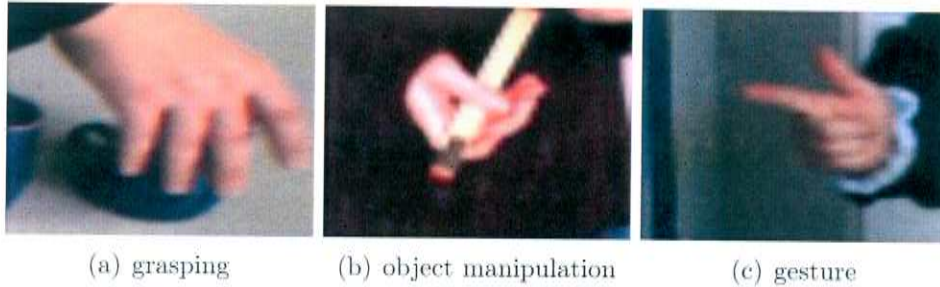 (a) grasping
(b) object manipulation
(c) gesture